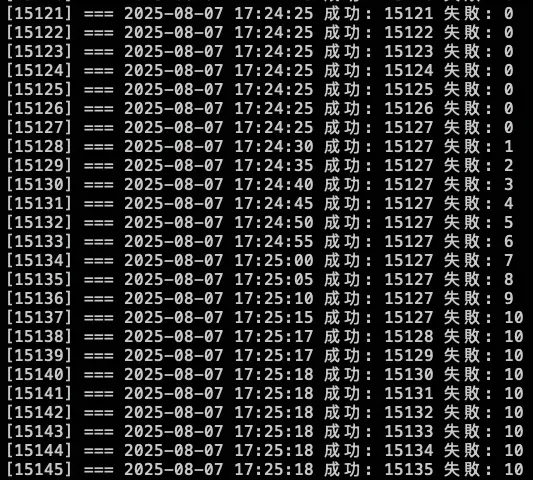 [15121] === 2025-08-07 17:24:25 成功: 15121 失敗: 0
[15122] === 2025-08-07 17:24:25 成功: 15122 失敗: 0
[15123] === 2025-08-07 17:24:25 成功: 15123 失敗: 0
[15124] === 2025-08-07 17:24:25 成功: 15124 失敗: 0
[15125] === 2025-08-07 17:24:25 成功: 15125 失敗: 0
[15126] === 2025-08-07 17:24:25 成功: 15126 失敗: 0
[15127] === 2025-08-07 17:24:25 成功: 15127 失敗: 0
[15128] === 2025-08-07 17:24:30 成功: 15127 失敗: 1
[15129] === 2025-08-07 17:24:35 成功: 15127 失敗: 2
[15130] === 2025-08-07 17:24:40 成功: 15127 失敗: 3
[15131] === 2025-08-07 17:24:45 成功: 15127 失敗: 4
[15132] === 2025-08-07 17:24:50 成功: 15127 失敗: 5
[15133] === 2025-08-07 17:24:55 成功: 15127 失敗: 6
[15134] === 2025-08-07 17:25:00 成功: 15127 失敗: 7
[15135] === 2025-08-07 17:25:05 成功: 15127 失敗: 8
[15136] === 2025-08-07 17:25:10 成功: 15127 失敗: 9
[15137] === 2025-08-07 17:25:15 成功: 15127 失敗: 10
[15138] === 2025-08-07 17:25:17 成功: 15128 失敗: 10
[15139] === 2025-08-07 17:25:17 成功: 15129 失敗: 10
[15140] === 2025-08-07 17:25:18 成功: 15130 失敗: 10
[15141] === 2025-08-07 17:25:18 成功: 15131 失敗: 10
[15142] === 2025-08-07 17:25:18 成功: 15132 失敗: 10
[15143] === 2025-08-07 17:25:18 成功: 15133 失敗: 10
[15144] === 2025-08-07 17:25:18 成功: 15134 失敗: 10
[15145] === 2025-08-07 17:25:18 成功: 15135 失敗: 10